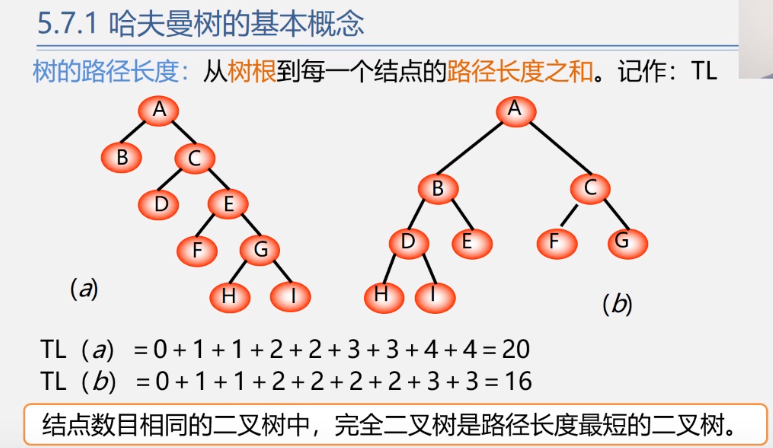 5.7.1 哈夫曼树的基本概念
树的路径长度：从树根到每一个结点的路径长度之和。记作：TL
A
B C
D E
F G
H I
(a)
A
B C
D E F G
H I
(b)
TL（a） =0+1+1+2+2+3+3+4+4=20
TL（b） =0+1+1+2+2+2+2+3+3=16
结点数目相同的二叉树中，完全二叉树是路径长度最短的二叉树。